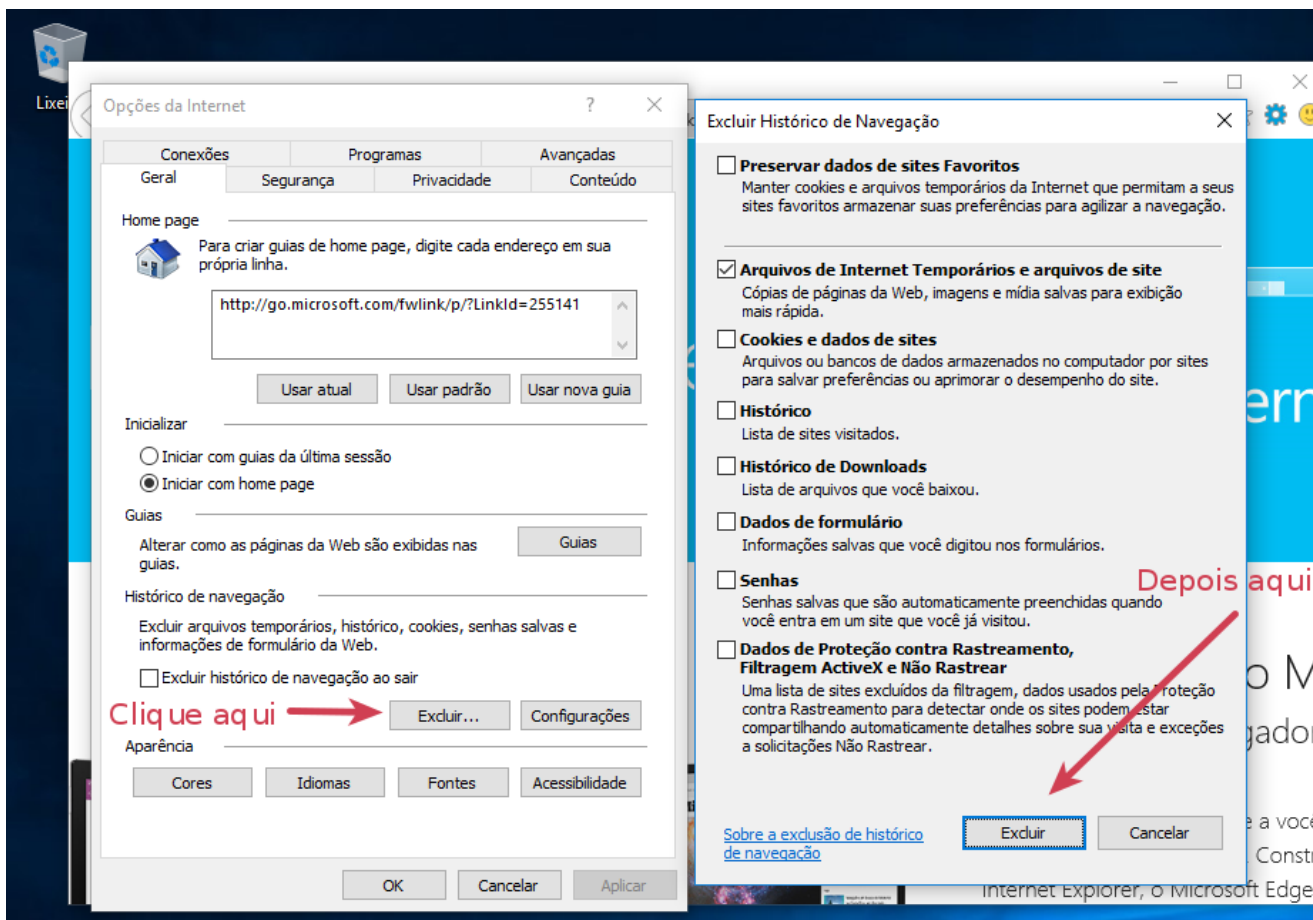 Lixei
Opções da Internet
?
Conexões Programas Avançadas
Geral Segurança Privacidade Conteúdo
Home page
Para criar guias de home page, digite cada endereço em sua
própria linha.
http://go.microsoft.com/fwlink/p/?LinkId=255141
Usar atual Usar padrão Usar nova guia
Inicializar
Iniciar com guias da última sessão
Iniciar com home page
Guias
Alterar como as páginas da Web são exibidas nas
guias.
Guias
Histórico de navegação
Excluir arquivos temporários, histórico, cookies, senhas salvas e
informações de formulário da Web.
Excluir histórico de navegação ao sair
Clique aqui
Excluir... Configurações
Aparência
Cores Idiomas Fontes Acessibilidade
OK Cancelar Aplicar
Excluir Histórico de Navegação
Preservar dados de sites Favoritos
Manter cookies e arquivos temporários da Internet que permitam a seus
sites favoritos armazenar suas preferências para agilizar a navegação.
Arquivos de Internet Temporários e arquivos de site
Cópias de páginas da Web, imagens e mídia salvas para exibição
mais rápida.
Cookies e dados de sites
Arquivos ou bancos de dados armazenados no computador por sites
para salvar preferências ou aprimorar o desempenho do site.
Histórico
Lista de sites visitados.
Histórico de Downloads
Lista de arquivos que você baixou.
Dados de formulário
Informações salvas que você digitou nos formulários.
Depois aqui
Senhas
Senhas salvas que são automaticamente preenchidas quando
você entra em um site que você já visitou.
Dados de Proteção contra Rastreamento,
Filtragem ActiveX e Não Rastrear
Uma lista de sites excluídos da filtragem, dados usados pela Proteção
contra Rastreamento para detectar onde os sites podem estar
compartilhando automaticamente detalhes sobre sua visita e exceções
a solicitações Não Rastrear.
Sobre a exclusão de histórico
de navegação
Excluir Cancelar
ern
o M
gador
e a você
Constr
Internet Explorer, o Microsoft Edge